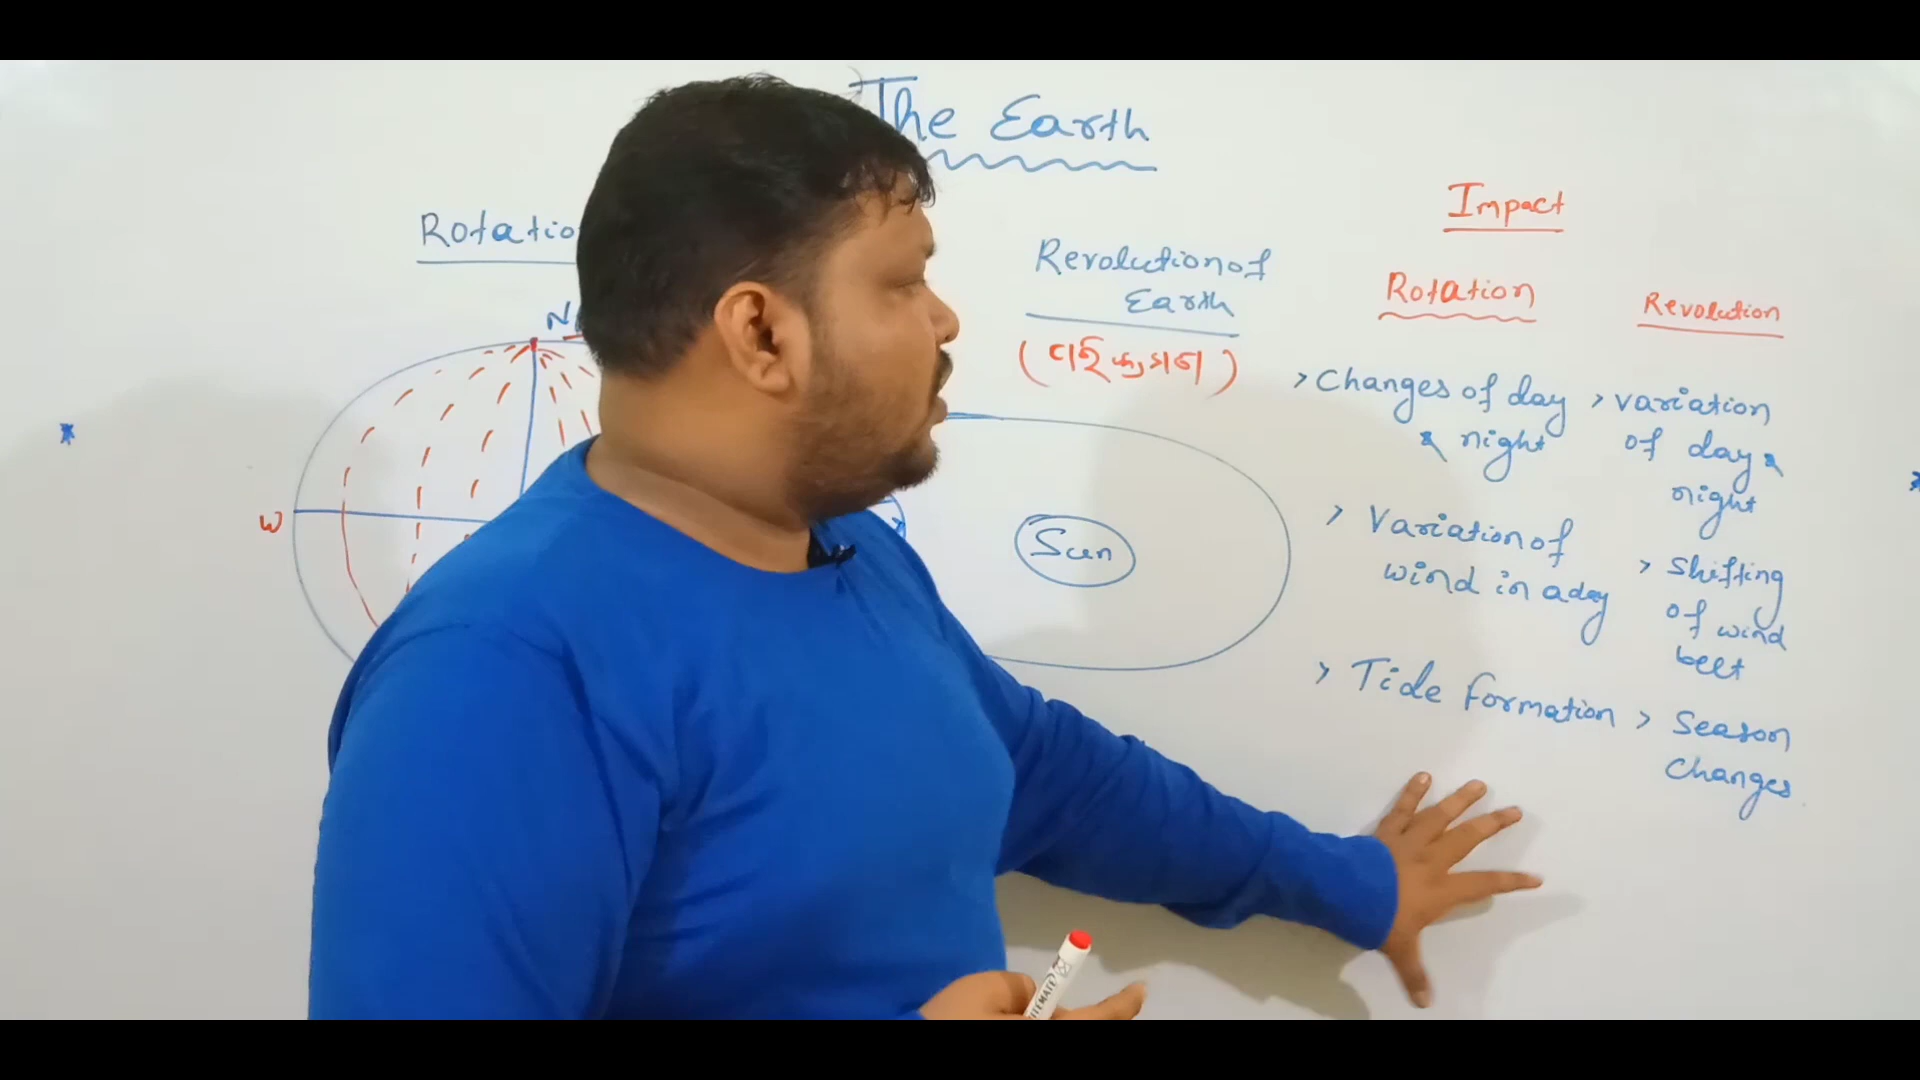 The Earth
Rotatio
N
W
Revolution of
Earth
Sun
Impact
Rotation
> Changes of day
& night
> Variation of
wind in a day
> Tide formation
Revolution
> variation
of day &
night
> Shifting
of wind
belt
> Season
Changes